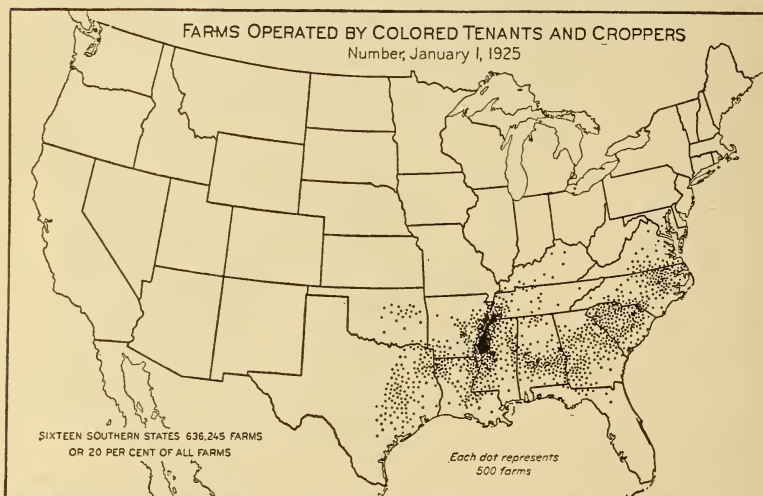 FARMS OPERATED BY COLORED TENANTS AND CROPPERS
Number, January 1, 1925
SIXTEEN SOUTHERN STATES 636,245 FARMS
OR 20 PER CENT OF ALL FARMS
Each dot represents
500 farms